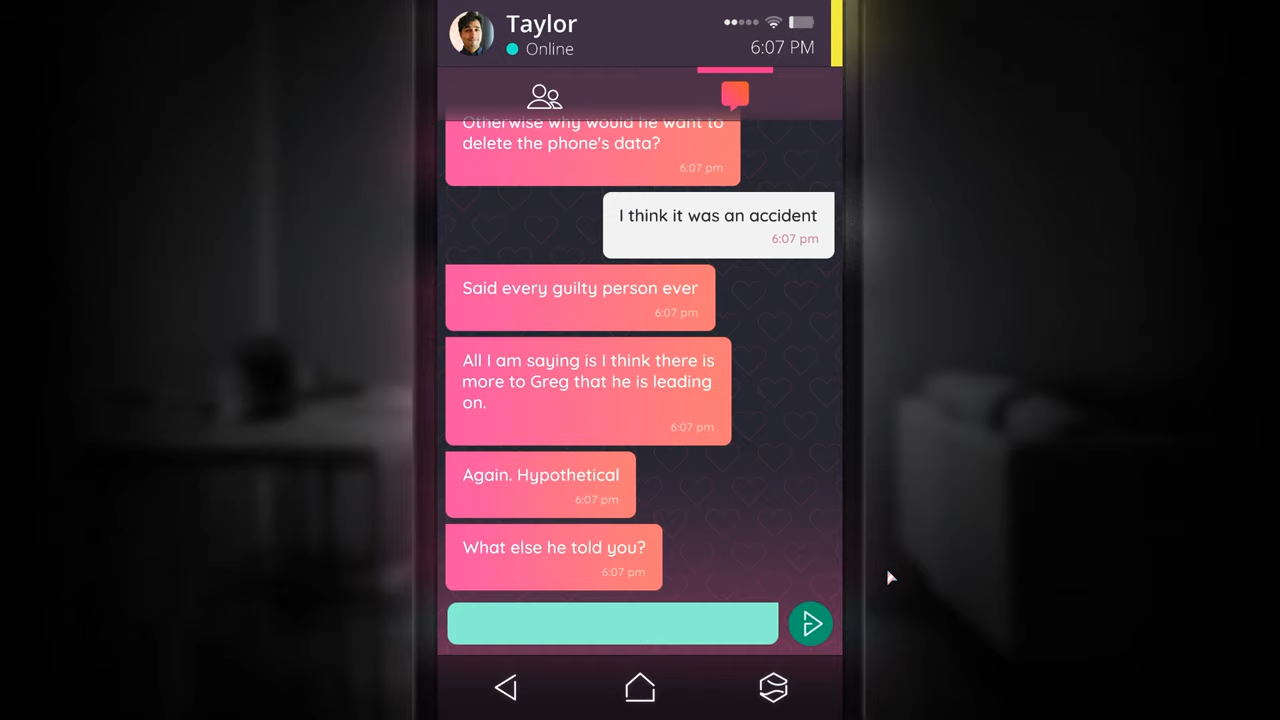 Taylor
Online
6:07 PM
Otherwise why would he want to
delete the phone's data?
6:07 pm
I think it was an accident
6:07 pm
Said every guilty person ever
6:07 pm
All I am saying is I think there is
more to Greg that he is leading
on.
6:07 pm
Again. Hypothetical
6:07 pm
What else he told you?
6:07 pm